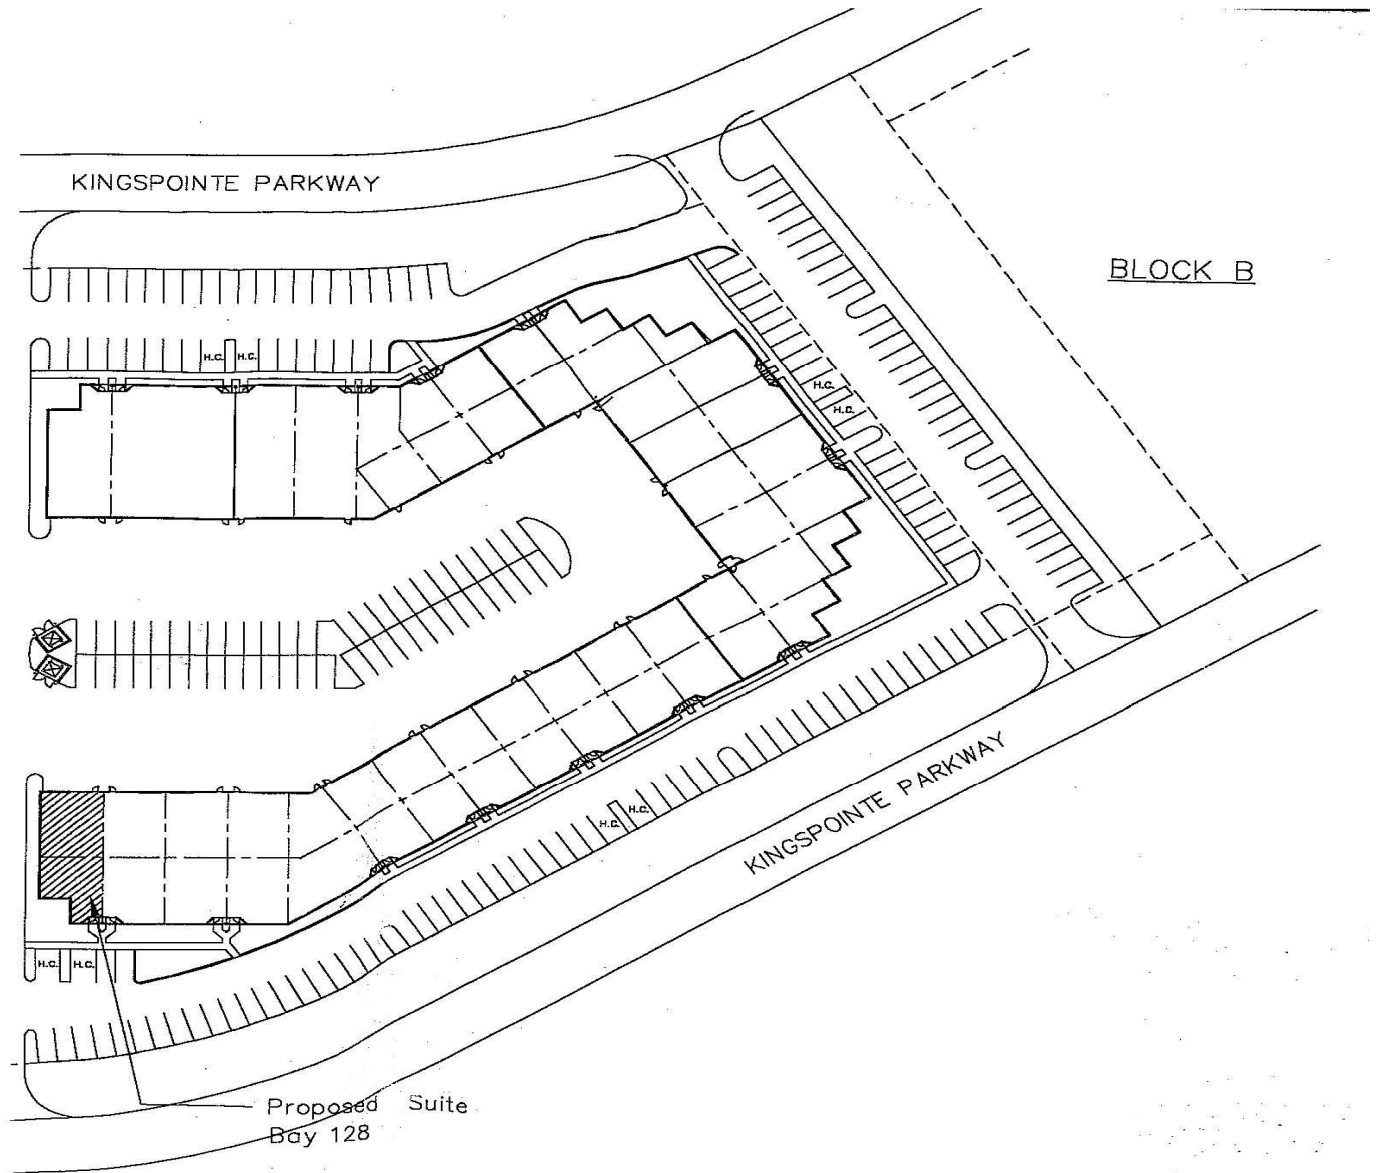 KINGSPOINTE PARKWAY
BLOCK B
H.C. H.C.
H.C.
H.C.
KINGSPOINTE PARKWAY
H.C. H.C.
H.C. H.C.
Proposed Suite
Bay 128